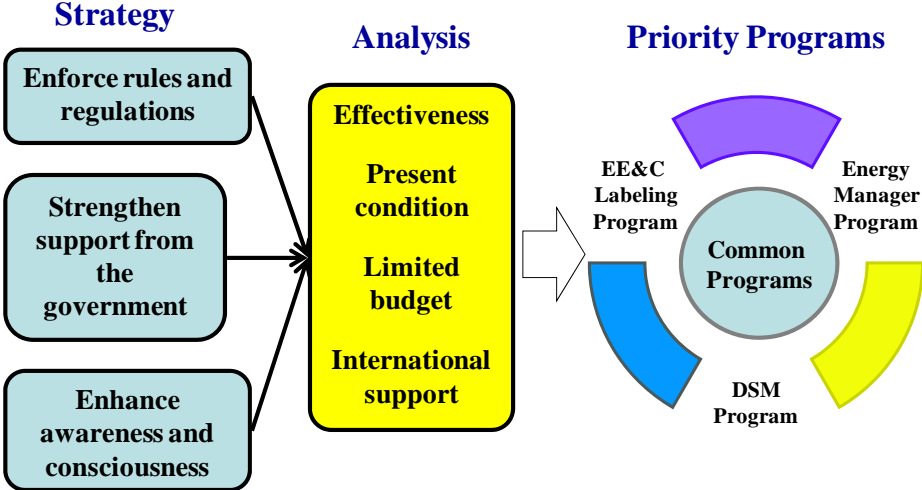 Strategy
Enforce rules and
regulations
Strengthen
support from
the
government
Enhance
awareness and
consciousness
Analysis
Effectiveness
Present
condition
Limited
budget
International
support
Priority Programs
EE&C
Labeling
Program
Energy
Manager
Program
Common
Programs
DSM
Program